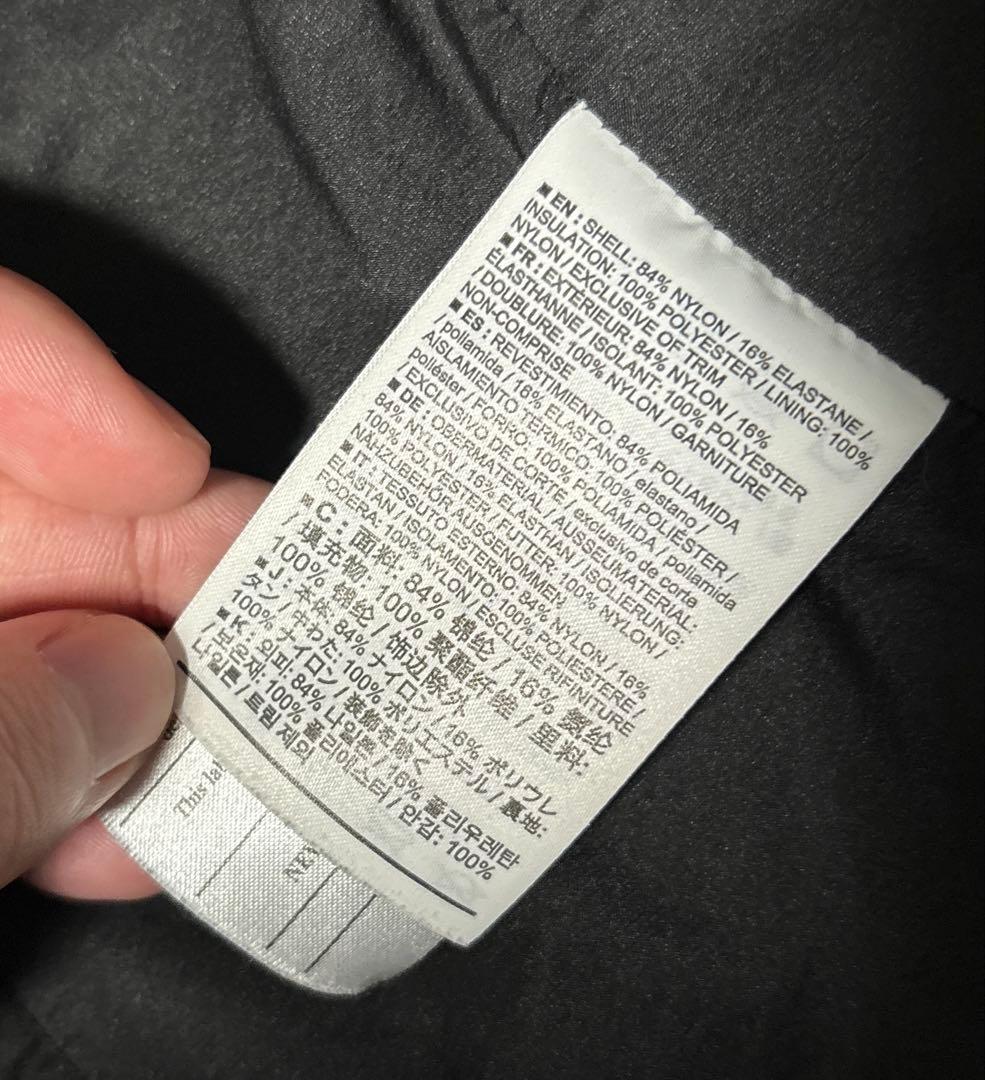 ■ EN : SHELL: 84% NYLON / 16% ELASTANE /
INSULATION: 100% POLYESTER / LINING: 100%
NYLON / EXCLUSIVE OF TRIM
■ FR : EXTERIEUR: 84% NYLON / 16%
ÉLASTHANNE / ISOLANT: 100% POLYESTER
/ DOUBLURE: 100% NYLON / GARNITURE
NON-COMPRISE
■ ES : REVESTIMIENTO: 84% POLIAMIDA
/ poliamida / 16% ELASTANO / elastano /
AISLAMIENTO TERMICO: 100% POLIÉSTER /
poliéster / FORRO: 100% POLIAMIDA / poliamida
EXCLUSIVO DE CORTE / exclusivo de corte
■ DE : OBERMATERIAL / AUSSEUMATERIAL:
84% NYLON / 16% ELASTHAN / ISOLIERUNG:
100% POLYESTER / FUTTER: 100% NYLON /
NÄHZUBEHÖR AUSGENOMMEN
■ IT : TESSUTO ESTERNO: 84% NYLON / 16%
ELASTAN / ISOLAMENTO: 100% POLIESTERE /
FODERA: 100% NYLON / ESCLUSE RIFINITURE
■ C : 面料: 84% 锦纶 / 16% 氨纶
/ 填充物: 100% 聚酯纤维 / 里料:
100% 锦纶 / 饰边除外
■ J : 本体: 84% ナイロン / 16% ポリウレ
タン / 中わた: 100% ポリエステル / 裏地:
100% ナイロン / 装飾を除く
■ K : 외피: 84% 나일론 / 16% 폴리우레탄
/ 보온재: 100% 폴리에스터 / 안감: 100%
나일론 / 트림 제외
This la